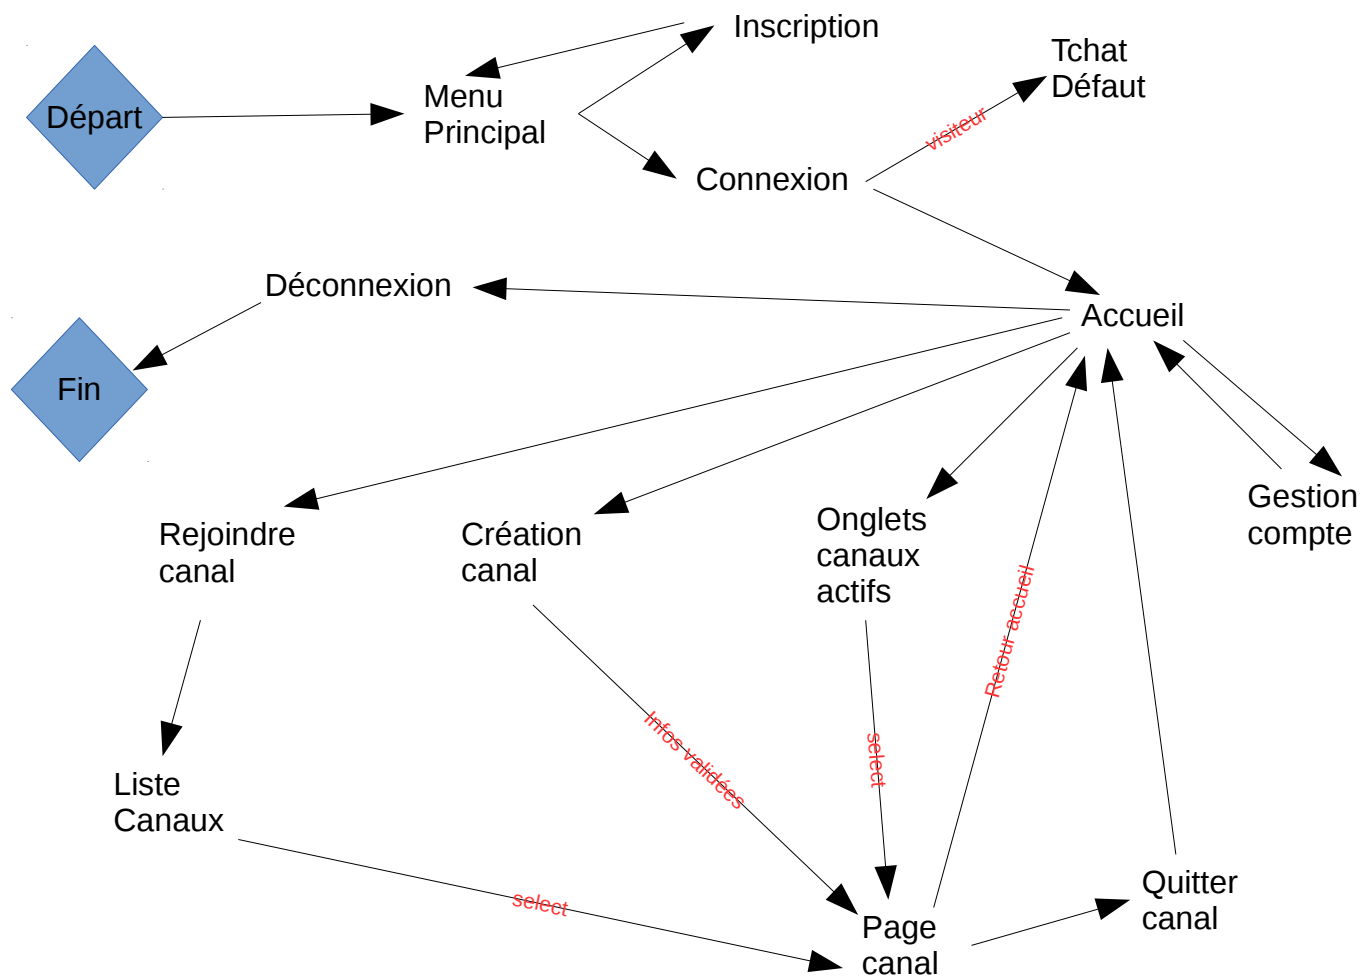 Inscription
Tchat
Défaut
Départ
Menu
Principal
visiteur
Connexion
Déconnexion
Accueil
Fin
Gestion
compte
Rejoindre
canal
Création
canal
Onglets
canaux
actifs
Retour accueil
Infos validées
select
Liste
Canaux
select
Quitter
canal
Page
canal